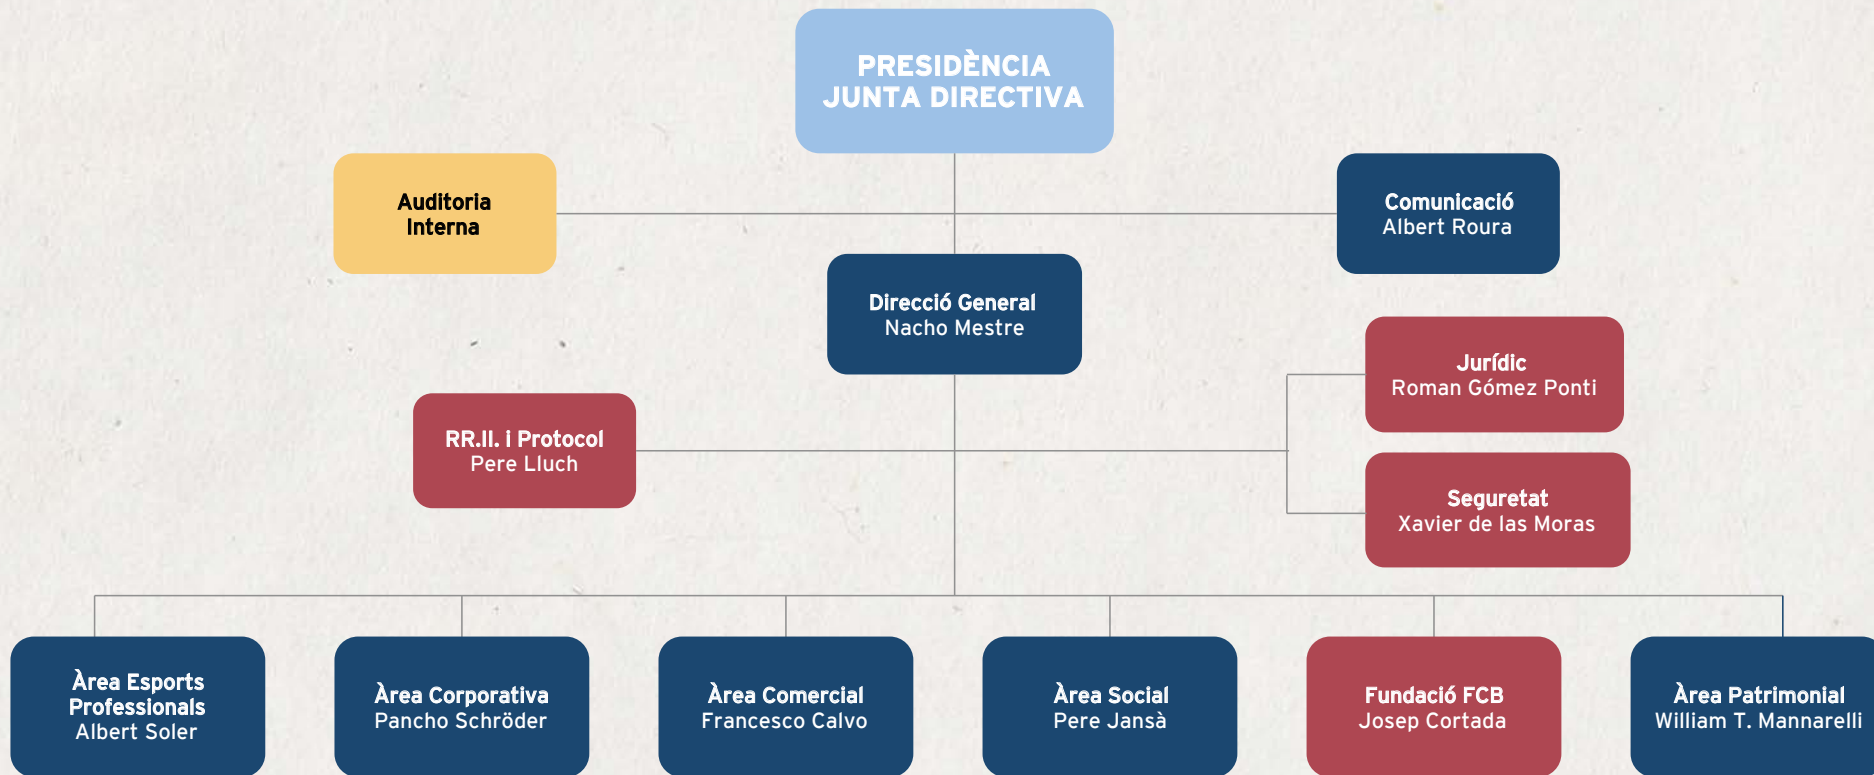 PRESIDÈNCIA
JUNTA DIRECTIVA
Auditoria
Interna
Comunicació
Albert Roura
Direcció General
Nacho Mestre
Jurídic
Roman Gómez Ponti
RR.II. i Protocol
Pere Lluch
Seguretat
Xavier de las Moras
Àrea Esports
Professionals
Albert Soler
Àrea Corporativa
Pancho Schröder
Àrea Comercial
Francesco Calvo
Àrea Social
Pere Jansà
Fundació FCB
Josep Cortada
Àrea Patrimonial
William T. Mannarelli